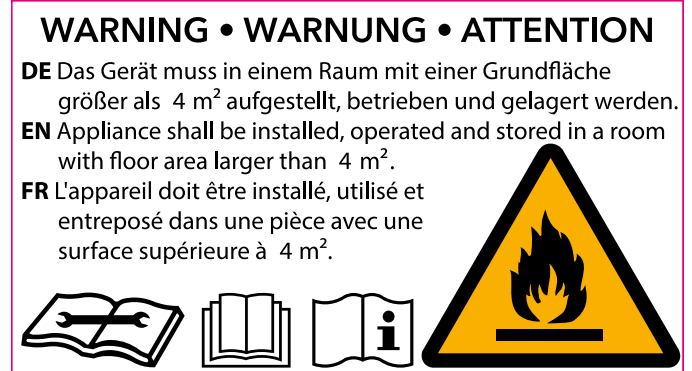 WARNING • WARNUNG • ATTENTION
DE Das Gerät muss in einem Raum mit einer Grundfläche
größer als 4 m² aufgestellt, betrieben und gelagert werden.
EN Appliance shall be installed, operated and stored in a room
with floor area larger than 4 m².
FR L'appareil doit être installé, utilisé et
entreposé dans une pièce avec une
surface supérieure à 4 m².
i